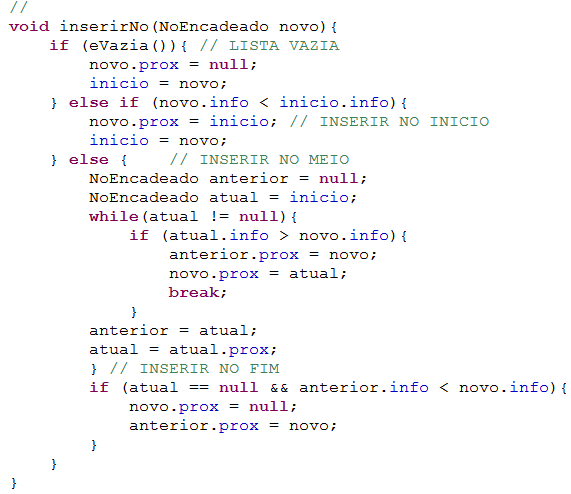 //
void inserirNo(NoEncadeado novo){
    if (eVazia()){ // LISTA VAZIA
        novo.prox = null;
        inicio = novo;
    } else if (novo.info < inicio.info){
        novo.prox = inicio; // INSERIR NO INICIO
        inicio = novo;
    } else {    // INSERIR NO MEIO
        NoEncadeado anterior = null;
        NoEncadeado atual = inicio;
        while(atual != null){
            if (atual.info > novo.info){
                anterior.prox = novo;
                novo.prox = atual;
                break;
            }
        anterior = atual;
        atual = atual.prox;
        } // INSERIR NO FIM
        if (atual == null && anterior.info < novo.info){
            novo.prox = null;
            anterior.prox = novo;
        }
    }
}